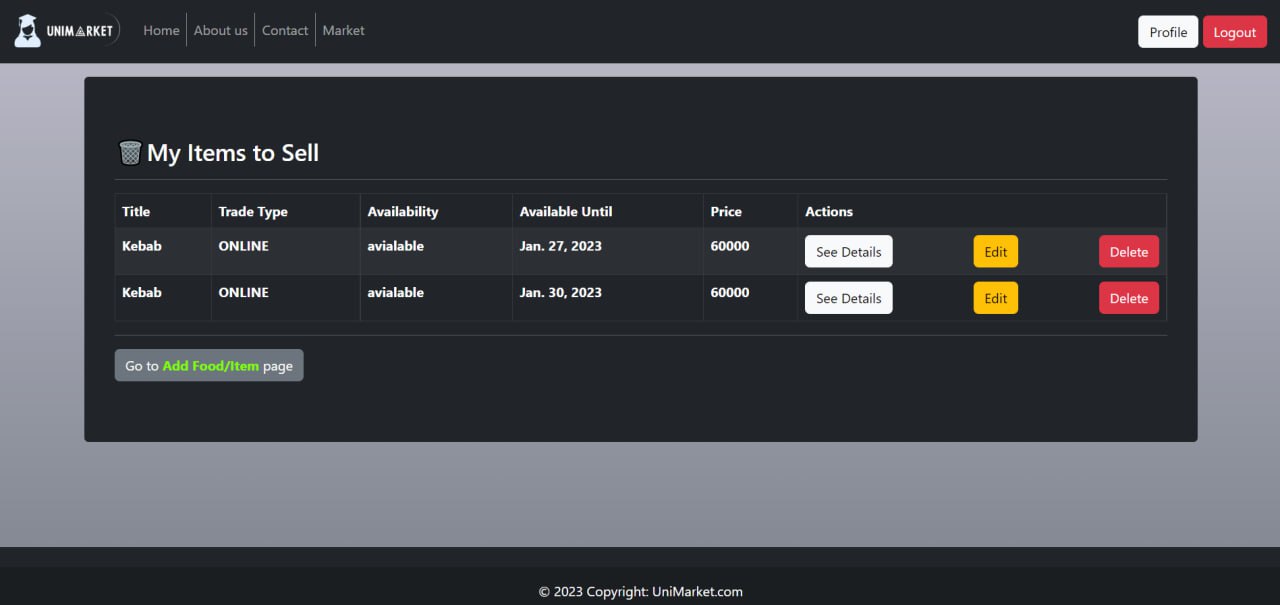 UNIMARKET Home About us Contact Market Profile Logout
🗑My Items to Sell
Title Trade Type Availability Available Until Price Actions
Kebab ONLINE avialable Jan. 27, 2023 60000 See Details Edit Delete
Kebab ONLINE avialable Jan. 30, 2023 60000 See Details Edit Delete
Go to Add Food/Item page
© 2023 Copyright: UniMarket.com